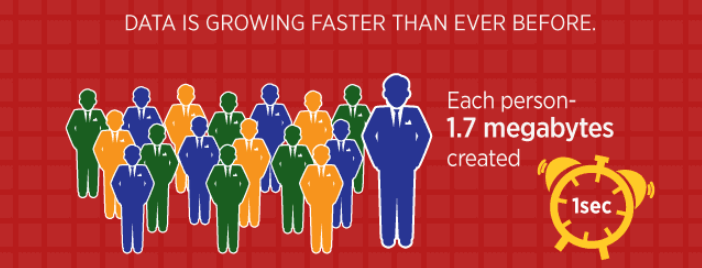 DATA IS GROWING FASTER THAN EVER BEFORE.
Each person-
1.7 megabytes
created
1sec